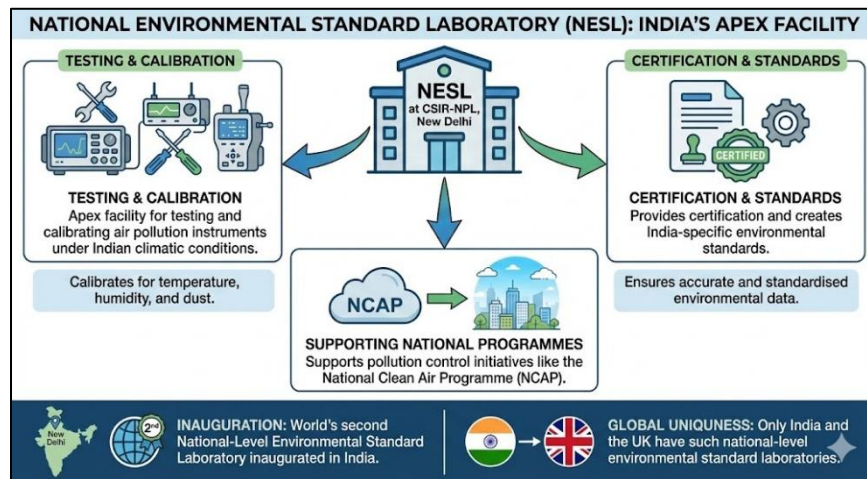 NATIONAL ENVIRONMENTAL STANDARD LABORATORY (NESL): INDIA'S APEX FACILITY
TESTING & CALIBRATION
TESTING & CALIBRATION
Apex facility for testing and
calibrating air pollution instruments
under Indian climatic conditions.
Calibrates for temperature,
humidity, and dust.
NESL
at CSIR-NPL,
New Delhi
NCAP
SUPPORTING NATIONAL PROGRAMMES
Supports pollution control initiatives like the
National Clean Air Programme (NCAP).
CERTIFICATION & STANDARDS
CERTIFIED
CERTIFICATION & STANDARDS
Provides certification and creates
India-specific environmental
standards.
Ensures accurate and standardised
environmental data.
New
Delhi
2nd
INAUGURATION: World's second
National-Level Environmental Standard
Laboratory inaugurated in India.
GLOBAL UNIQUNESS: Only India and
the UK have such national-level
environmental standard laboratories.